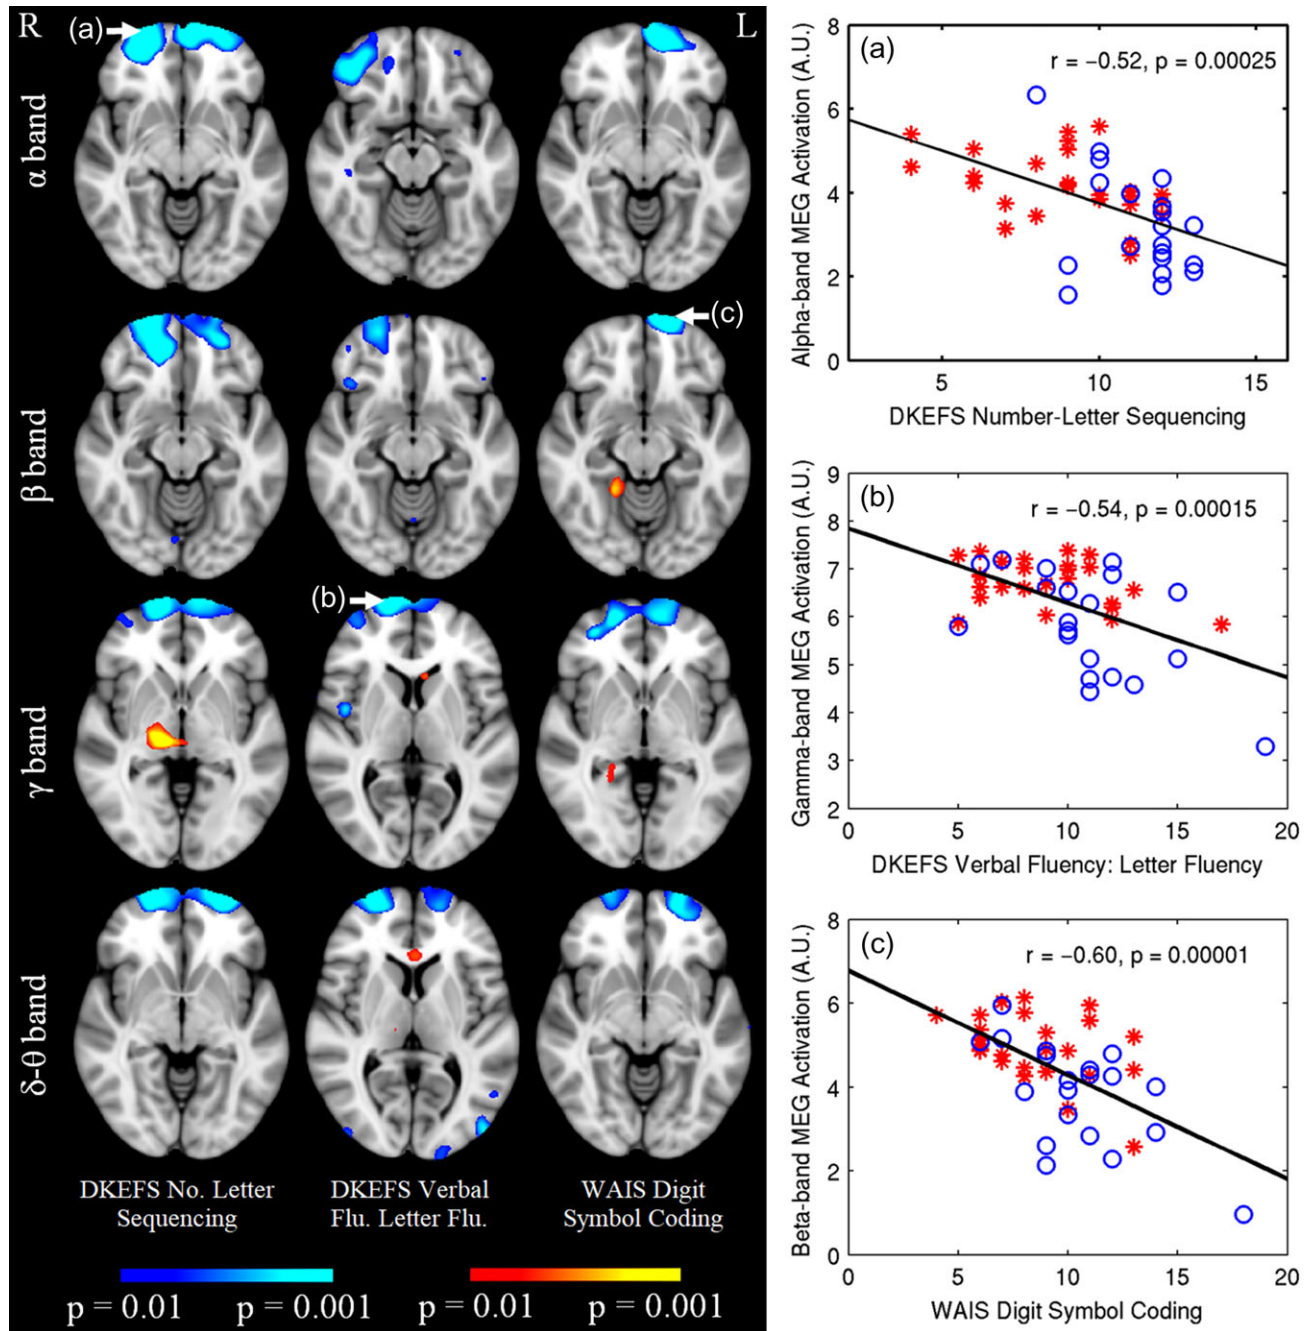 R
L
(a)
α band
β band
(c)
(b)
γ band
δ-θ band
DKEFS No. Letter
Sequencing
DKEFS Verbal
Flu. Letter Flu.
WAIS Digit
Symbol Coding
p = 0.01
p = 0.001
p = 0.01
p = 0.001
(a)
r = −0.52, p = 0.00025
Alpha-band MEG Activation (A.U.)
8
6
4
2
0
5
10
15
DKEFS Number-Letter Sequencing
(b)
r = −0.54, p = 0.00015
Gamma-band MEG Activation (A.U.)
9
8
7
6
5
4
3
2
0
5
10
15
20
DKEFS Verbal Fluency: Letter Fluency
(c)
r = −0.60, p = 0.00001
Beta-band MEG Activation (A.U.)
8
6
4
2
0
0
5
10
15
20
WAIS Digit Symbol Coding